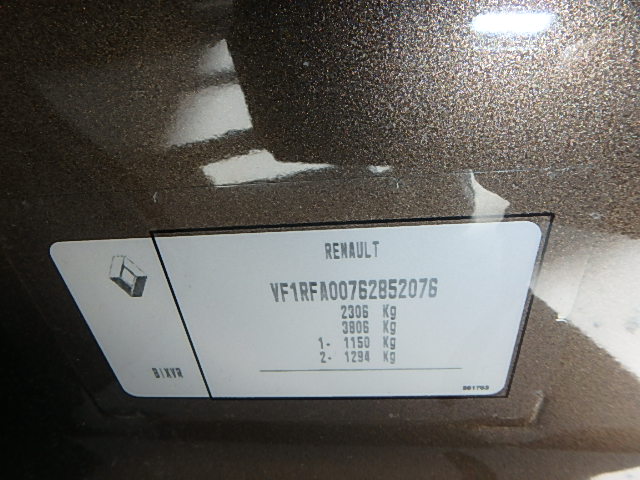 RENAULT
VF1RFA00762852076
2306 Kg
3806 Kg
1- 1150 Kg
2- 1294 Kg